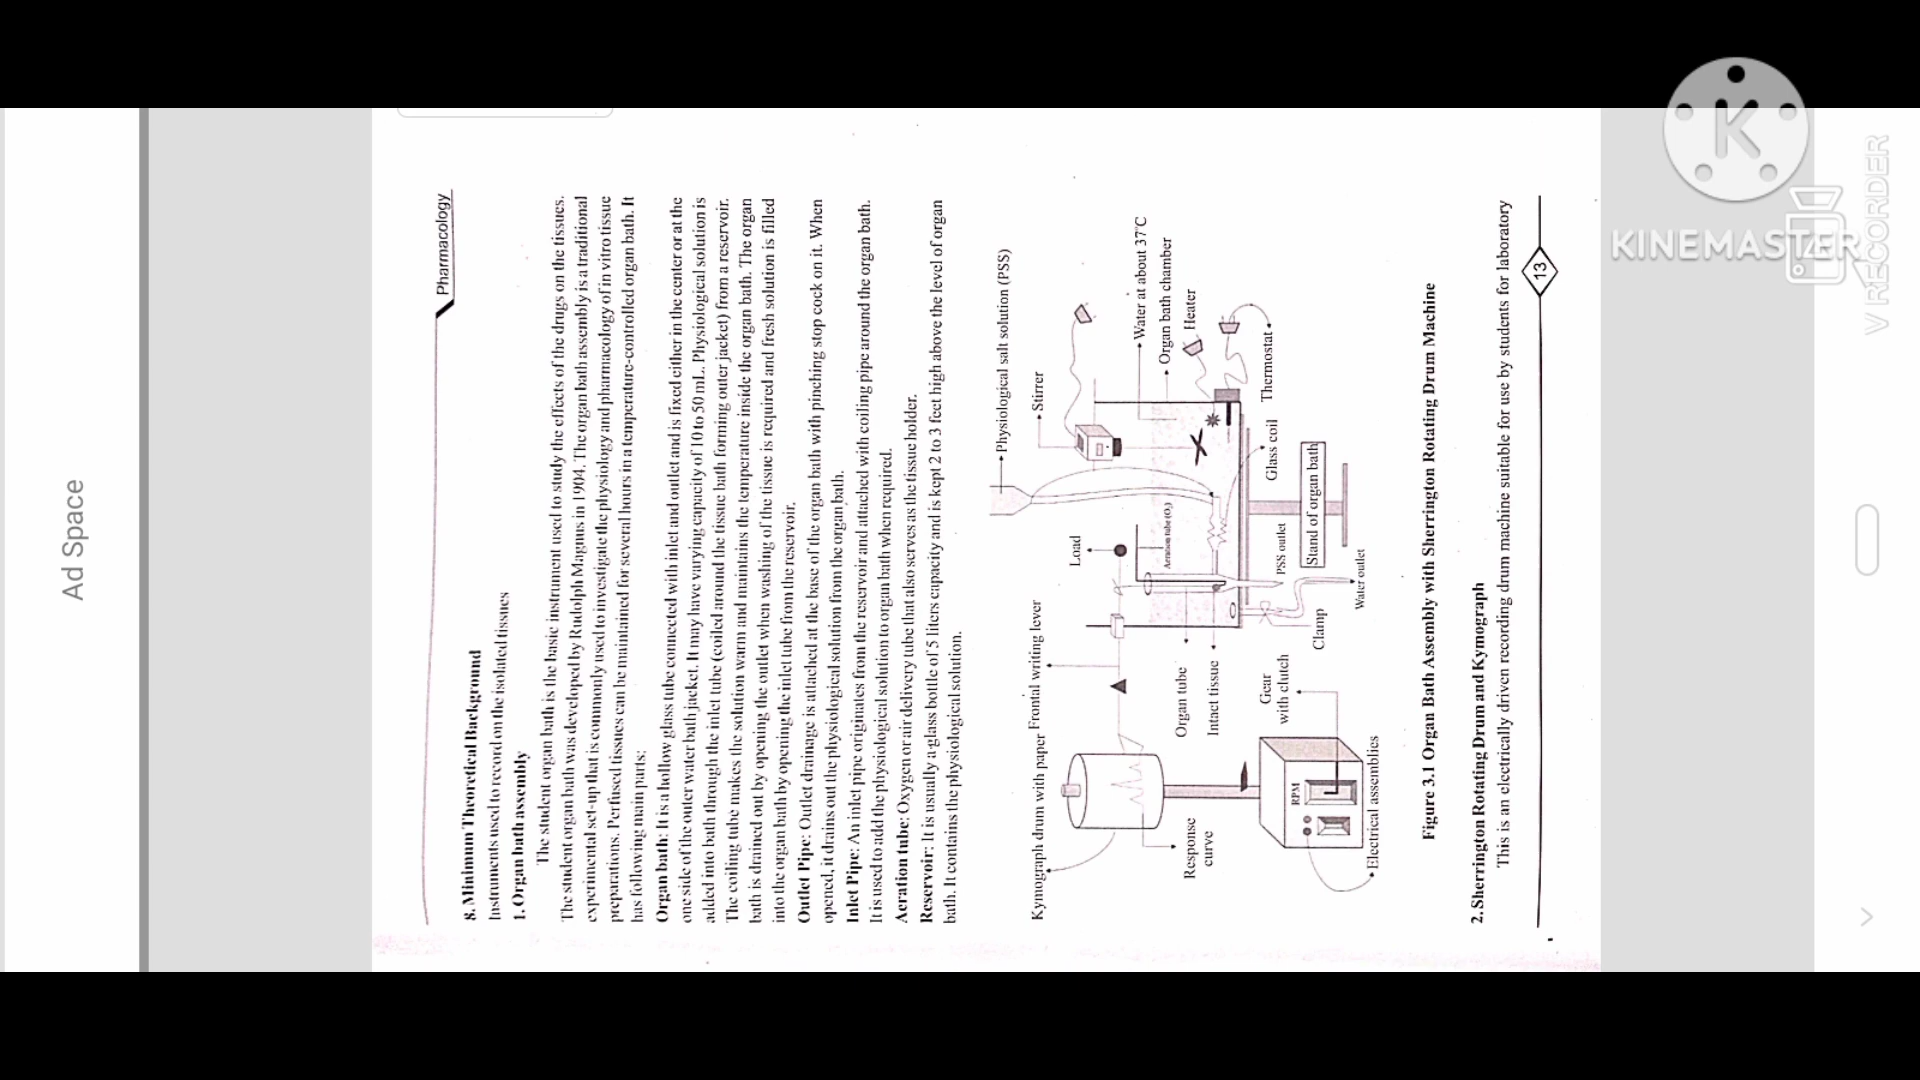 Pharmacology
8. Minimum Theoretical Background
Instruments used to record on the isolated tissues
1. Organ bath assembly
The student organ bath is the basic instrument used to study the effects of the drugs on the tissues.
The student organ bath was developed by Rudolph Magnus in 1904. The organ bath assembly is a traditional
experimental set-up that is commonly used to investigate the physiology and pharmacology of in vitro tissue
preparations. Perfused tissues can be maintained for several hours in a temperature-controlled organ bath. It
has following main parts:
Organ bath: It is a hollow glass tube connected with inlet and outlet and is fixed either in the center or at the
one side of the outer water bath jacket. It may have varying capacity of 10 to 50 mL. Physiological solution is
added into bath through the inlet tube (coiled around the tissue bath forming outer jacket) from a reservoir.
The coiling tube makes the solution warm and maintains the temperature inside the organ bath. The organ
bath is drained out by opening the outlet when washing of the tissue is required and fresh solution is filled
into the organ bath by opening the inlet tube from the reservoir.
Outlet Pipe: Outlet drainage is attached at the base of the organ bath with pinching stop cock on it. When
opened, it drains out the physiological solution from the organ bath.
Inlet Pipe: An inlet pipe originates from the reservoir and attached with coiling pipe around the organ bath.
It is used to add the physiological solution to organ bath when required.
Aeration tube: Oxygen or air delivery tube that also serves as the tissue holder.
Reservoir: It is usually a glass bottle of 5 liters capacity and is kept 2 to 3 feet high above the level of organ
bath. It contains the physiological solution.
Physiological salt solution (PSS)
Stirrer
Load
Frontal writing lever
Kymograph drum with paper
Water at about 37°C
Organ bath chamber
Heater
Aeration tube (O₂)
Organ tube
Intact tissue
Response
curve
Thermostat
Glass coil
PSS outlet
Gear
with clutch
RPM
Stand of organ bath
Clamp
Water outlet
Electrical assemblies
Figure 3.1 Organ Bath Assembly with Sherrington Rotating Drum Machine
2. Sherrington Rotating Drum and Kymograph
This is an electrically driven recording drum machine suitable for use by students for laboratory
13
Ad Space
K
KINEMASTER
V RECORDER